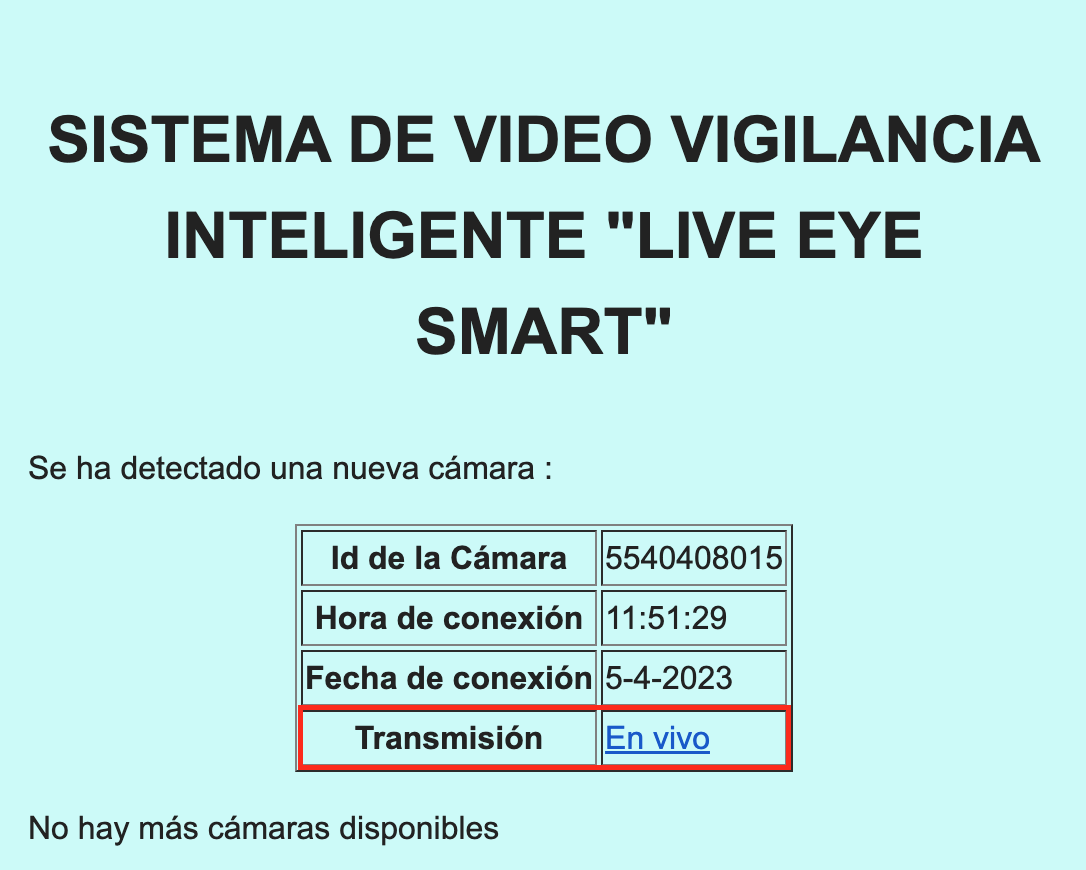 SISTEMA DE VIDEO VIGILANCIA
INTELIGENTE "LIVE EYE
SMART"
Se ha detectado una nueva cámara :
Id de la Cámara 5540408015
Hora de conexión 11:51:29
Fecha de conexión 5-4-2023
Transmisión En vivo
No hay más cámaras disponibles